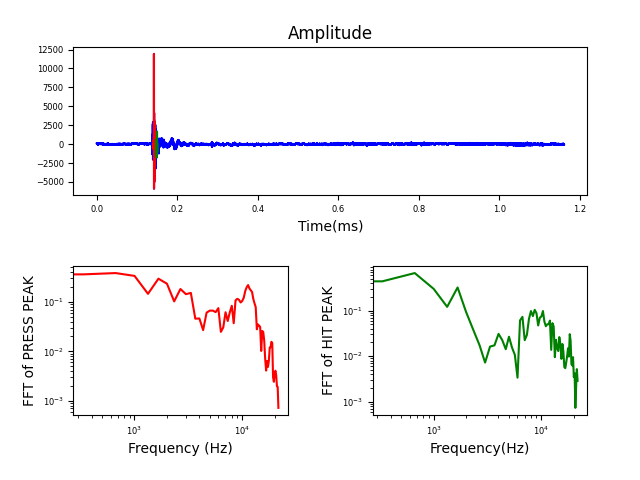 Amplitude
12500
10000
7500
5000
2500
0
−2500
−5000
0.0 0.2 0.4 0.6 0.8 1.0 1.2
Time(ms)
FFT of PRESS PEAK
10⁻¹
10⁻²
10⁻³
10³ 10⁴
Frequency (Hz)
FFT of HIT PEAK
10⁻¹
10⁻²
10⁻³
10³ 10⁴
Frequency(Hz)